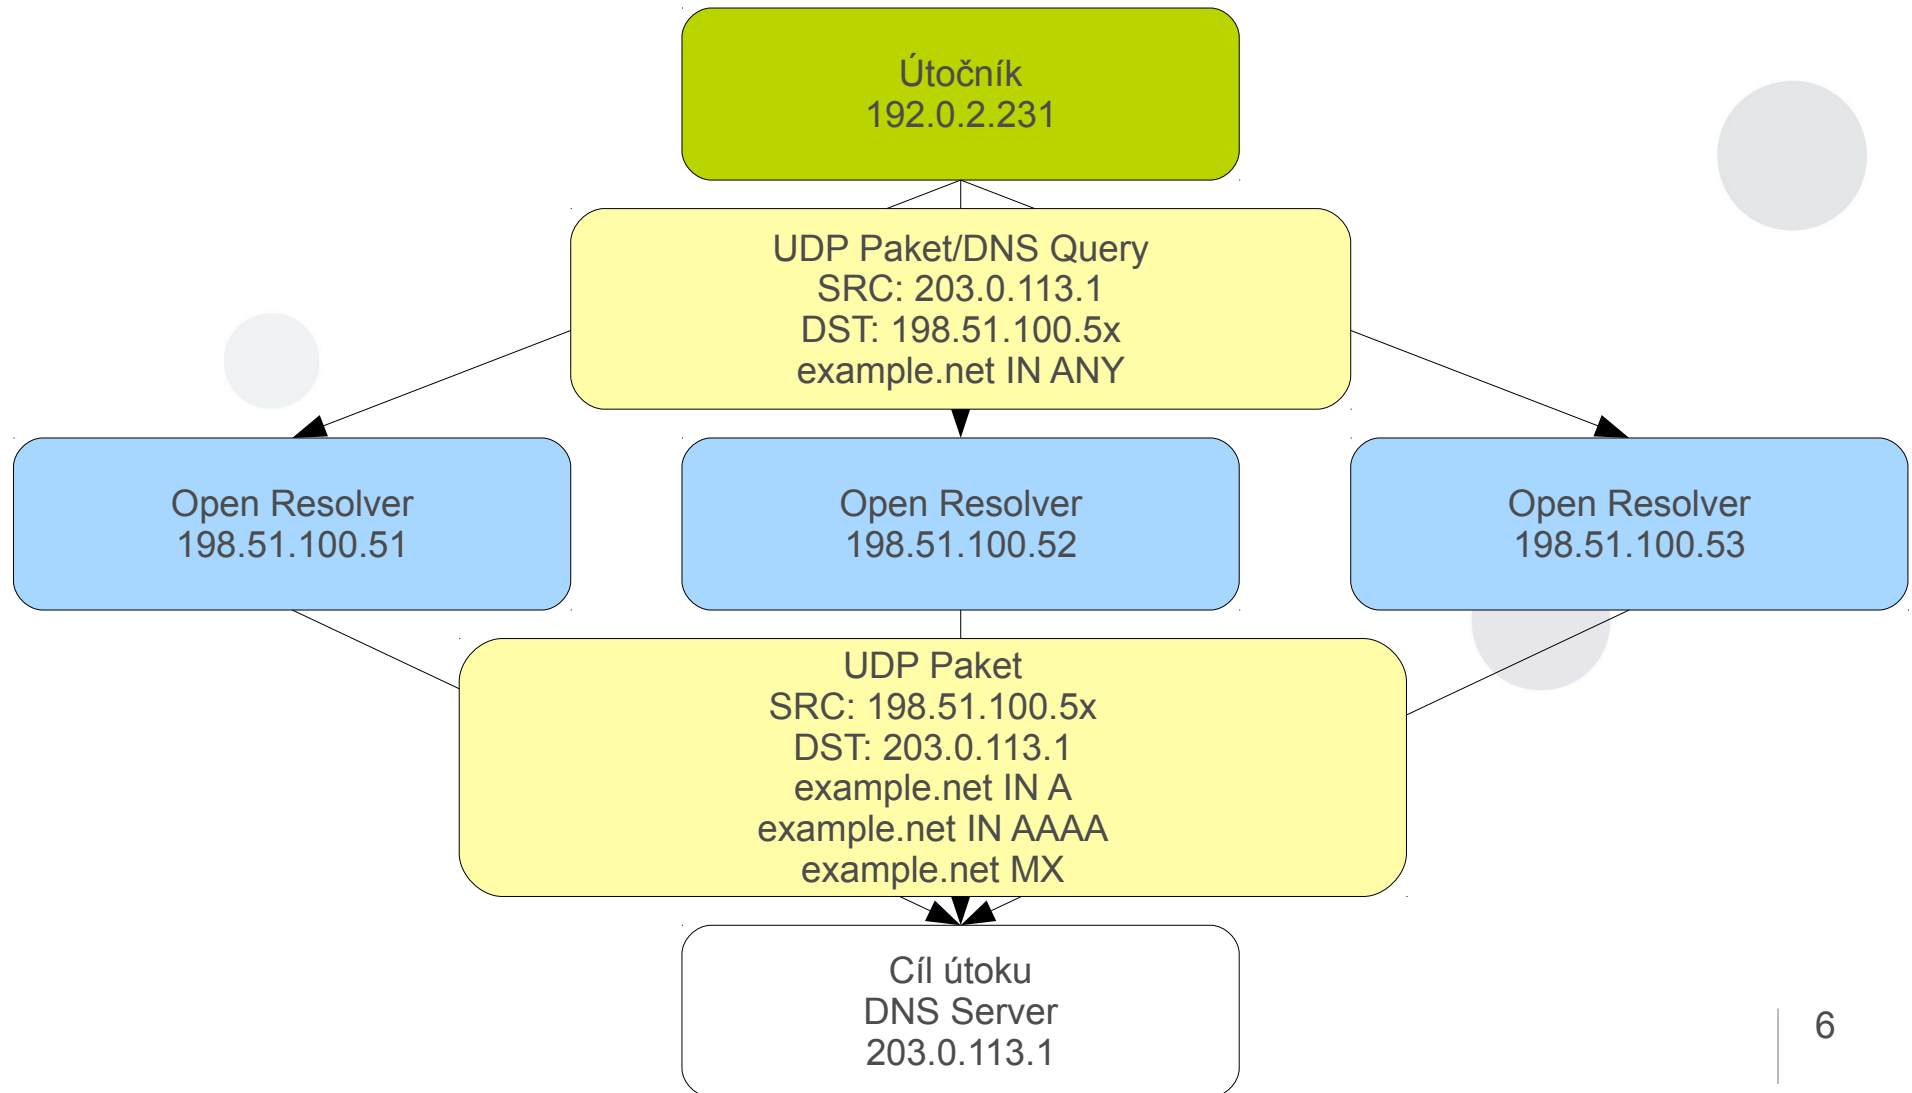 Útočník
192.0.2.231
UDP Paket/DNS Query
SRC: 203.0.113.1
DST: 198.51.100.5x
example.net IN ANY
Open Resolver
198.51.100.51
Open Resolver
198.51.100.52
Open Resolver
198.51.100.53
UDP Paket
SRC: 198.51.100.5x
DST: 203.0.113.1
example.net IN A
example.net IN AAAA
example.net MX
Cíl útoku
DNS Server
203.0.113.1
6